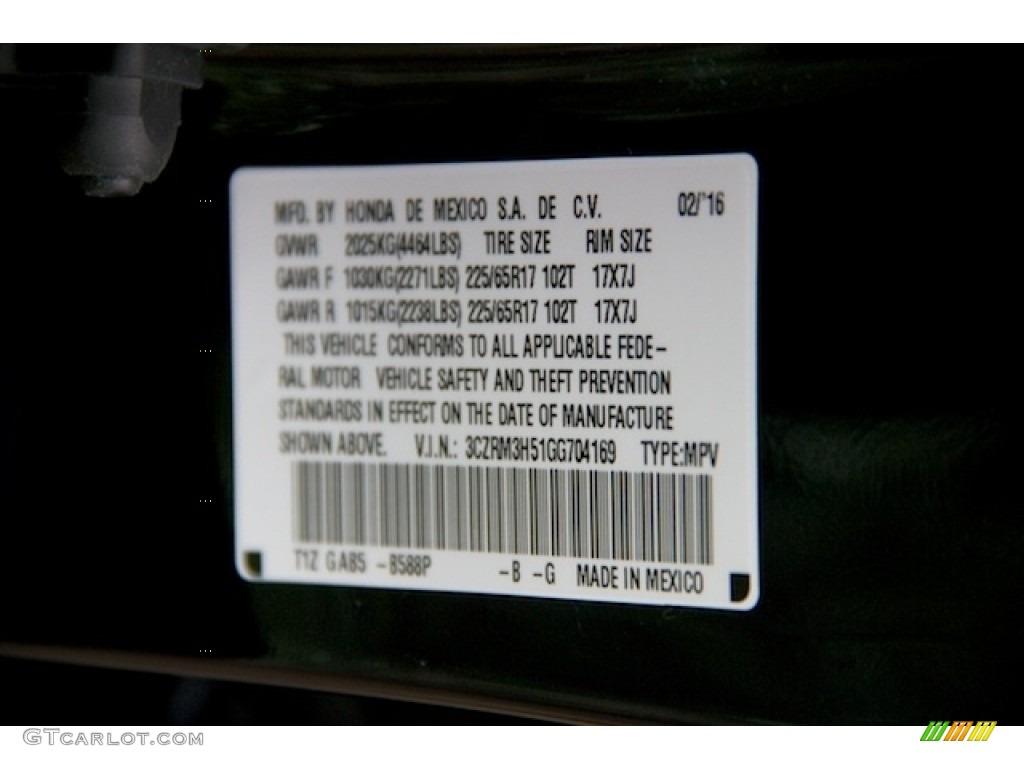 MFD. BY HONDA DE MEXICO S.A. DE C.V. 02/'16
GVWR 2025KG(4464LBS) TIRE SIZE RIM SIZE
GAWR F 1030KG(2271LBS) 225/65R17 102T 17X7J
GAWR R 1015KG(2238LBS) 225/65R17 102T 17X7J
THIS VEHICLE CONFORMS TO ALL APPLICABLE FEDE-
RAL MOTOR VEHICLE SAFETY AND THEFT PREVENTION
STANDARDS IN EFFECT ON THE DATE OF MANUFACTURE
SHOWN ABOVE. V.I.N.: 3CZRM3H51GG704169 TYPE:MPV
T1Z GAB5 -B588P -B -G MADE IN MEXICO
GTCARLOT.COM